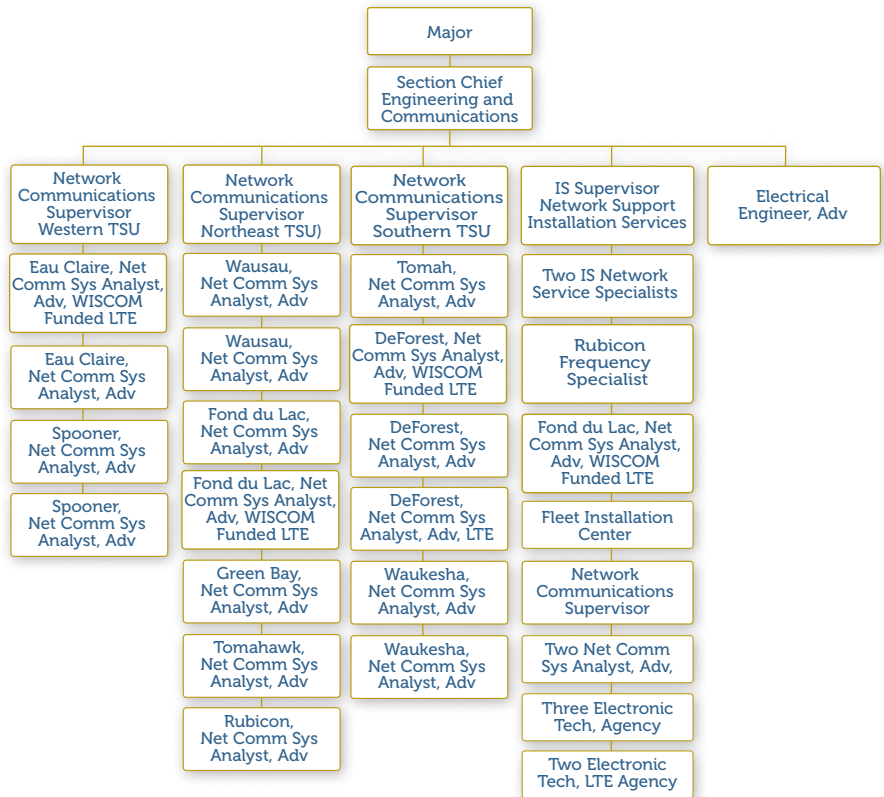 Major
Section Chief
Engineering and
Communications
Network
Communications
Supervisor
Western TSU
Eau Claire, Net
Comm Sys Analyst,
Adv, WISCOM
Funded LTE
Eau Claire,
Net Comm Sys
Analyst, Adv
Spooner,
Net Comm Sys
Analyst, Adv
Spooner,
Net Comm Sys
Analyst, Adv
Network
Communications
Supervisor
Northeast TSU)
Wausau,
Net Comm Sys
Analyst, Adv
Wausau,
Net Comm Sys
Analyst, Adv
Fond du Lac,
Net Comm Sys
Analyst, Adv
Fond du Lac, Net
Comm Sys Analyst,
Adv, WISCOM
Funded LTE
Green Bay,
Net Comm Sys
Analyst, Adv
Tomahawk,
Net Comm Sys
Analyst, Adv
Rubicon,
Net Comm Sys
Analyst, Adv
Network
Communications
Supervisor
Southern TSU
Tomah,
Net Comm Sys
Analyst, Adv
DeForest, Net
Comm Sys Analyst,
Adv, WISCOM
Funded LTE
DeForest,
Net Comm Sys
Analyst, Adv
DeForest,
Net Comm Sys
Analyst, Adv, LTE
Waukesha,
Net Comm Sys
Analyst, Adv
Waukesha,
Net Comm Sys
Analyst, Adv
IS Supervisor
Network Support
Installation Services
Two IS Network
Service Specialists
Rubicon
Frequency
Specialist
Fond du Lac, Net
Comm Sys Analyst,
Adv, WISCOM
Funded LTE
Fleet Installation
Center
Network
Communications
Supervisor
Two Net Comm
Sys Analyst, Adv,
Three Electronic
Tech, Agency
Two Electronic
Tech, LTE Agency
Electrical
Engineer, Adv